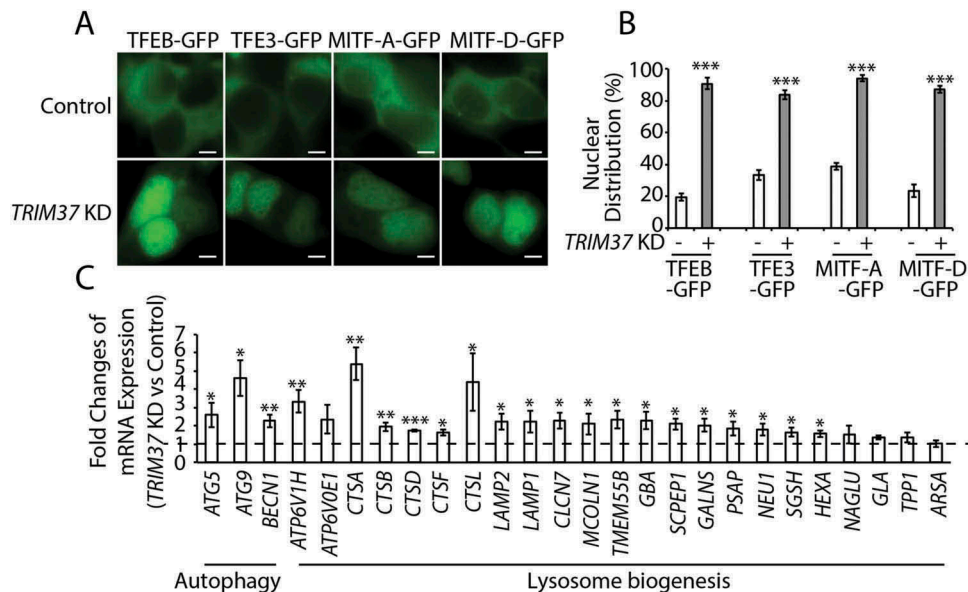 A
TFEB-GFP TFE3-GFP MITF-A-GFP MITF-D-GFP
Control
TRIM37 KD
B
Nuclear
Distribution (%)
100
80
60
40
20
0
*** *** *** ***
TRIM37 KD - + - + - + - +
TFEB
-GFP
TFE3
-GFP
MITF-A
-GFP
MITF-D
-GFP
C
Fold Changes of
mRNA Expression
(TRIM37 KD vs Control)
7
6
5
4
3
2
1
0
* * ** ** ** ** *** * * * * * * * * * * * * * *
ATG5
ATG9
BECN1
ATP6V1H
ATP6V0E1
CTSA
CTSB
CTSD
CTSF
CTSL
LAMP2
LAMP1
CLCN7
MCOLN1
TMEM55B
GBA
SCPEP1
GALNS
PSAP
NEU1
SGSH
HEXA
NAGLU
GLA
TPP1
ARSA
Autophagy
Lysosome biogenesis